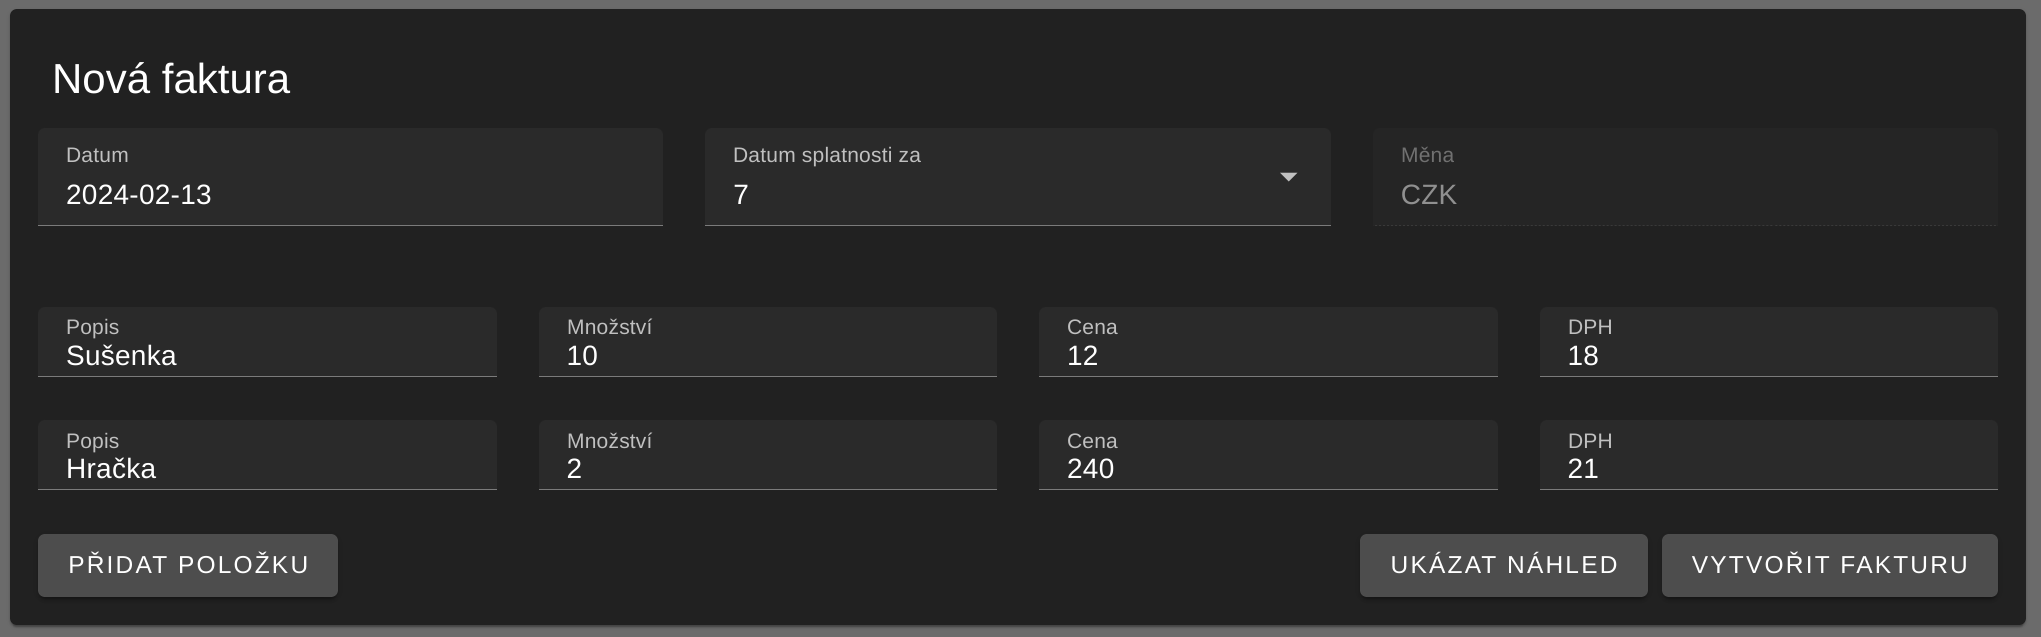 Nová faktura
Datum
2024-02-13
Datum splatnosti za
7
Měna
CZK
Popis
Sušenka
Množství
10
Cena
12
DPH
18
Popis
Hračka
Množství
2
Cena
240
DPH
21
PŘIDAT POLOŽKU
UKÁZAT NÁHLED
VYTVOŘIT FAKTURU